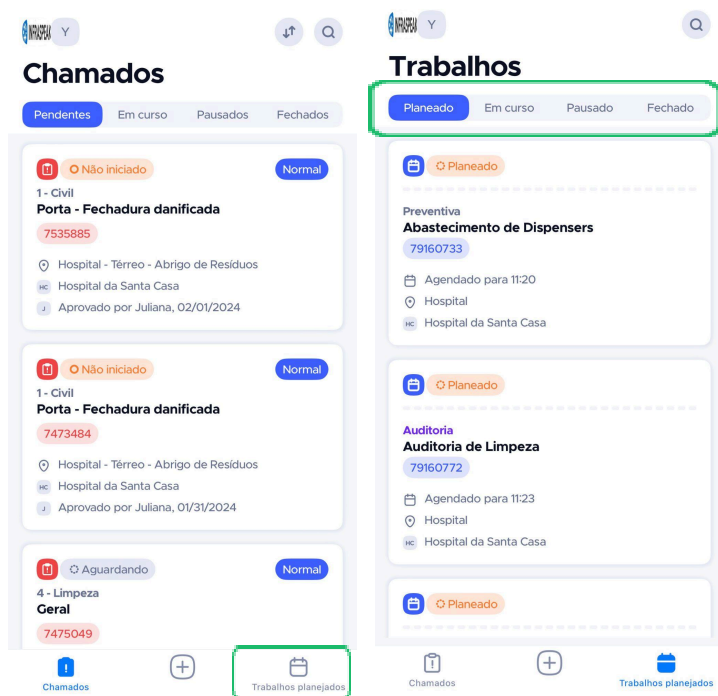 INFRASPEAK
Y
Chamados
Pendentes
Em curso
Pausados
Fechados
Não iniciado
Normal
1 - Civil
Porta - Fechadura danificada
7535885
Hospital - Térreo - Abrigo de Resíduos
HC Hospital da Santa Casa
J Aprovado por Juliana, 02/01/2024
Não iniciado
Normal
1 - Civil
Porta - Fechadura danificada
7473484
Hospital - Térreo - Abrigo de Resíduos
HC Hospital da Santa Casa
J Aprovado por Juliana, 01/31/2024
Aguardando
Normal
4 - Limpeza
Geral
7475049
Chamados
Trabalhos planejados
INFRASPEAK
Y
Trabalhos
Planeado
Em curso
Pausado
Fechado
Planeado
Preventiva
Abastecimento de Dispensers
79160733
Agendado para 11:20
Hospital
HC Hospital da Santa Casa
Planeado
Auditoria
Auditoria de Limpeza
79160772
Agendado para 11:23
Hospital
HC Hospital da Santa Casa
Planeado
Chamados
Trabalhos planejados